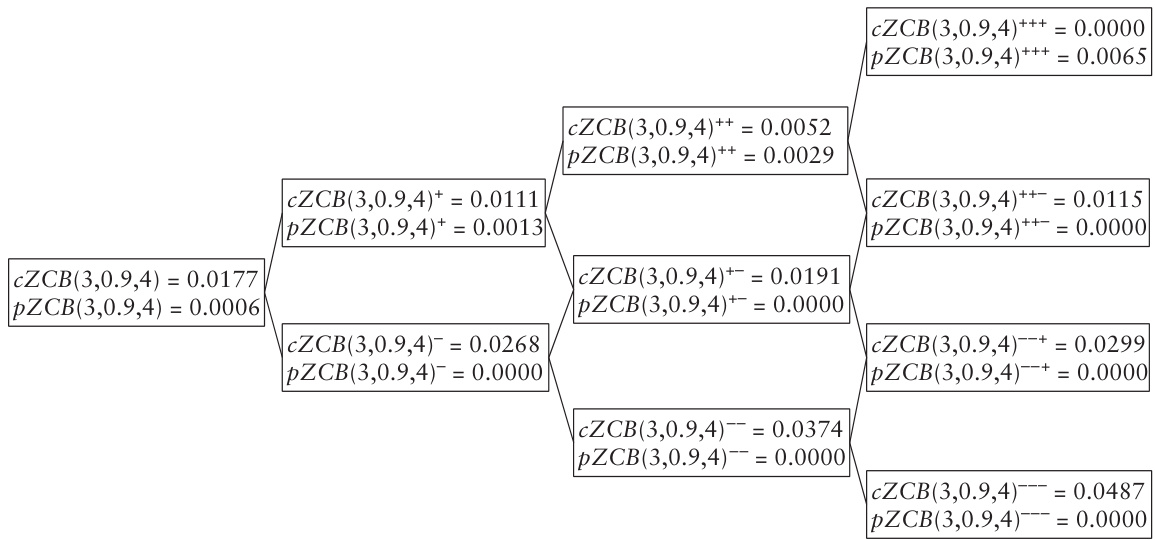 cZCB(3,0.9,4)⁺⁺⁺ = 0.0000
pZCB(3,0.9,4)⁺⁺⁺ = 0.0065
cZCB(3,0.9,4)⁺⁺ = 0.0052
pZCB(3,0.9,4)⁺⁺ = 0.0029
cZCB(3,0.9,4)⁺ = 0.0111
pZCB(3,0.9,4)⁺ = 0.0013
cZCB(3,0.9,4)⁺⁺⁻ = 0.0115
pZCB(3,0.9,4)⁺⁺⁻ = 0.0000
cZCB(3,0.9,4) = 0.0177
pZCB(3,0.9,4) = 0.0006
cZCB(3,0.9,4)⁺⁻ = 0.0191
pZCB(3,0.9,4)⁺⁻ = 0.0000
cZCB(3,0.9,4)⁻ = 0.0268
pZCB(3,0.9,4)⁻ = 0.0000
cZCB(3,0.9,4)⁻⁻⁺ = 0.0299
pZCB(3,0.9,4)⁻⁻⁺ = 0.0000
cZCB(3,0.9,4)⁻⁻ = 0.0374
pZCB(3,0.9,4)⁻⁻ = 0.0000
cZCB(3,0.9,4)⁻⁻⁻ = 0.0487
pZCB(3,0.9,4)⁻⁻⁻ = 0.0000